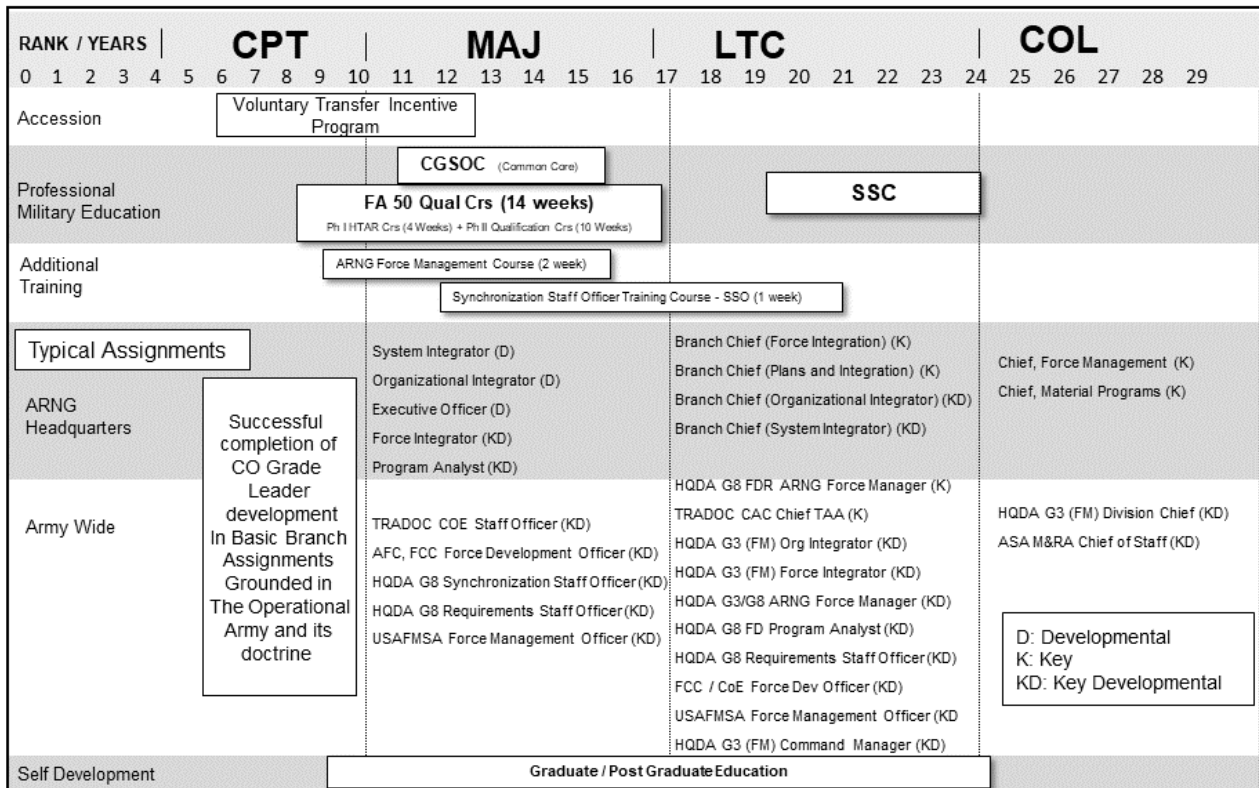 RANK / YEARS CPT MAJ LTC COL
0 1 2 3 4 5 6 7 8 9 10 11 12 13 14 15 16 17 18 19 20 21 22 23 24 25 26 27 28 29
Accession
Voluntary Transfer Incentive
Program
Professional
Military Education
CGSOC (Common Core)
FA 50 Qual Crs (14 weeks)
Ph I HTAR Crs (4 Weeks) + Ph II Qualification Crs (10 Weeks)
SSC
Additional
Training
ARNG Force Management Course (2 week)
Synchronization Staff Officer Training Course - SSO (1 week)
Typical Assignments
ARNG
Headquarters
Army Wide
Successful
completion of
CO Grade
Leader
development
In Basic Branch
Assignments
Grounded in
The Operational
Army and its
doctrine
System Integrator (D)
Organizational Integrator (D)
Executive Officer (D)
Force Integrator (KD)
Program Analyst (KD)
TRADOC COE Staff Officer (KD)
AFC, FCC Force Development Officer (KD)
HQDA G8 Synchronization Staff Officer (KD)
HQDA G8 Requirements Staff Officer (KD)
USAFMSA Force Management Officer (KD)
Branch Chief (Force Integration) (K)
Branch Chief (Plans and Integration) (K)
Branch Chief (Organizational Integrator) (KD)
Branch Chief (System Integrator) (KD)
HQDA G8 FDR ARNG Force Manager (K)
TRADOC CAC Chief TAA (K)
HQDA G3 (FM) Org Integrator (KD)
HQDA G3 (FM) Force Integrator (KD)
HQDA G3/G8 ARNG Force Manager (KD)
HQDA G8 FD Program Analyst (KD)
HQDA G8 Requirements Staff Officer (KD)
FCC / CoE Force Dev Officer (KD)
USAFMSA Force Management Officer (KD
HQDA G3 (FM) Command Manager (KD)
Chief, Force Management (K)
Chief, Material Programs (K)
HQDA G3 (FM) Division Chief (KD)
ASA M&RA Chief of Staff (KD)
D: Developmental
K: Key
KD: Key Developmental
Self Development
Graduate / Post Graduate Education